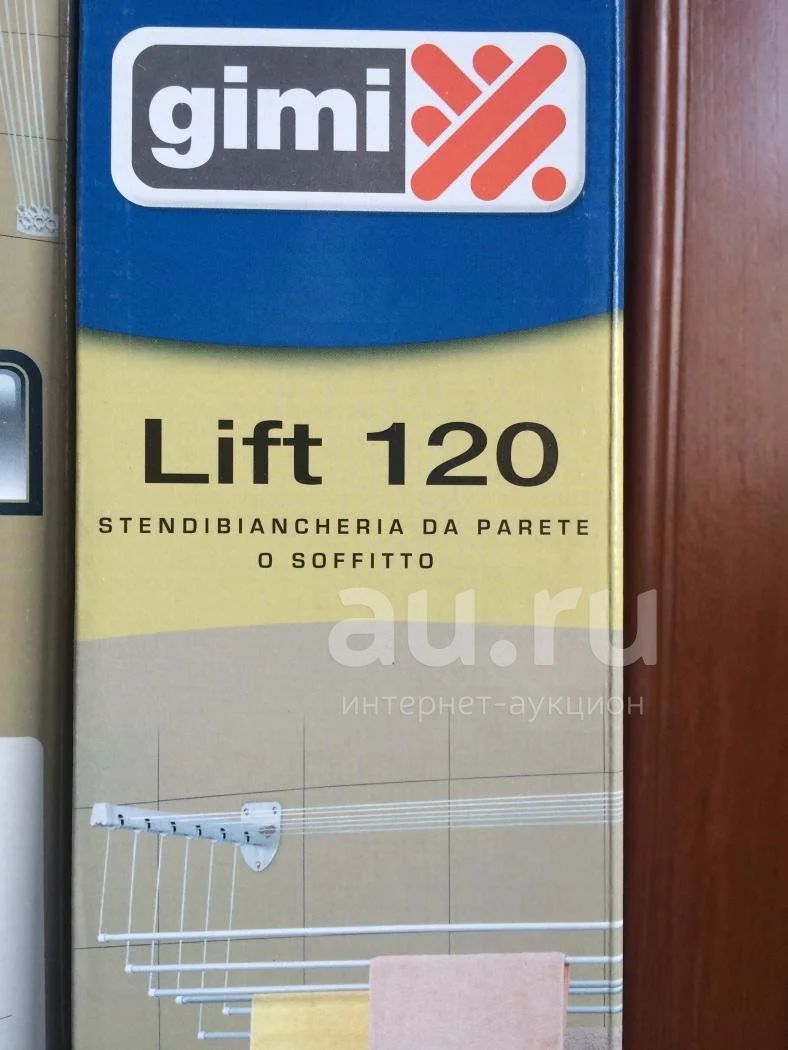 gimi
Lift 120
STENDIBIANCHERIA DA PARETE
O SOFFITTO
au.ru
интернет-аукцион